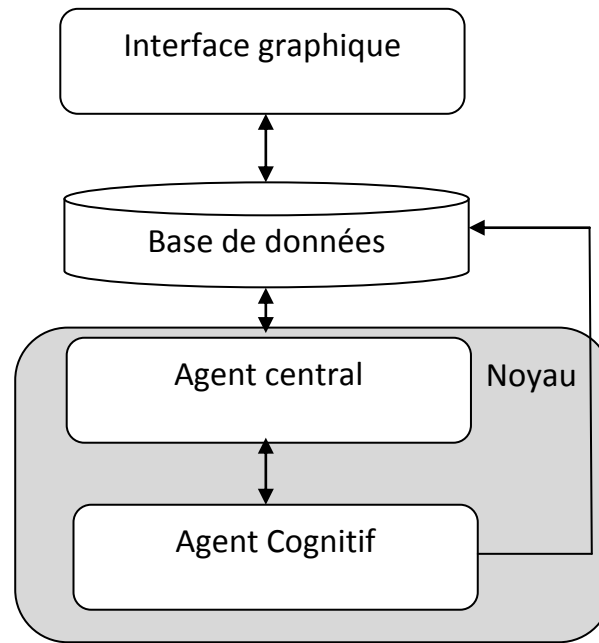 Interface graphique
Base de données
Agent central
Noyau
Agent Cognitif